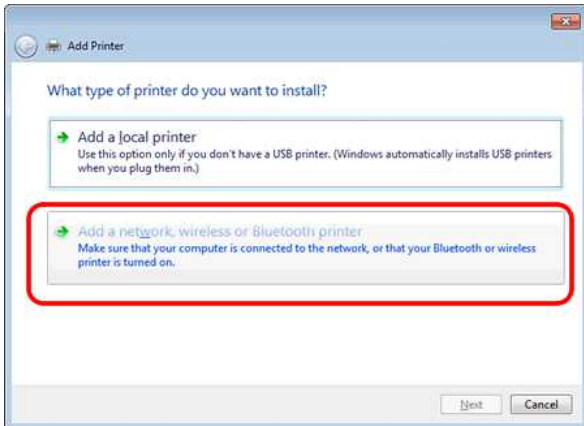 Add Printer
What type of printer do you want to install?
Add a local printer
Use this option only if you don't have a USB printer. (Windows automatically installs USB printers
when you plug them in.)
Add a network, wireless or Bluetooth printer
Make sure that your computer is connected to the network, or that your Bluetooth or wireless
printer is turned on.
Next
Cancel